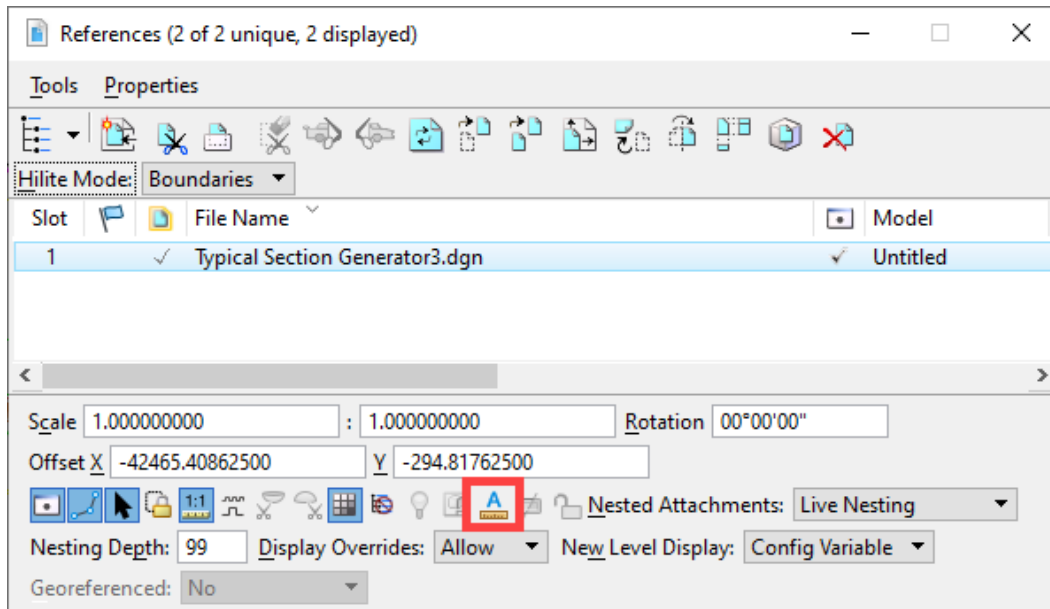 References (2 of 2 unique, 2 displayed)
Tools Properties
Hilite Mode: Boundaries
Slot File Name Model
1 Typical Section Generator3.dgn Untitled
Scale 1.000000000 : 1.000000000 Rotation 00°00'00"
Offset X -42465.40862500 Y -294.81762500
1:1 A Nested Attachments: Live Nesting
Nesting Depth: 99 Display Overrides: Allow New Level Display: Config Variable
Georeferenced: No